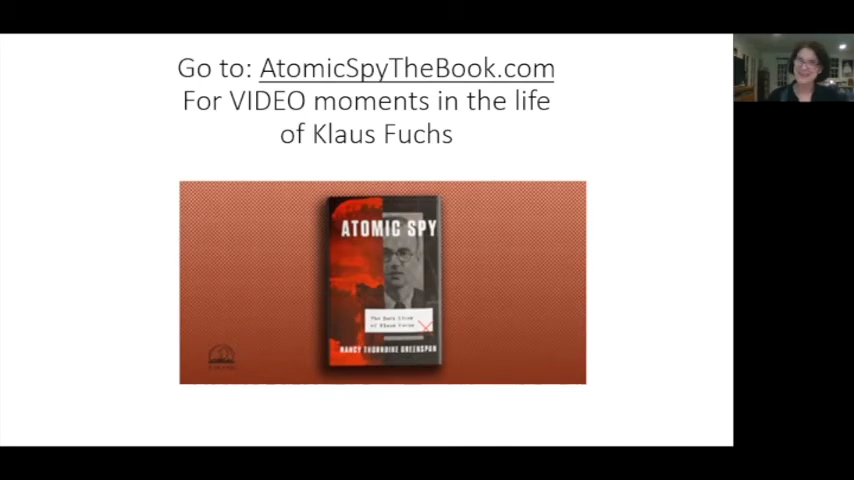 Go to: AtomicSpyTheBook.com
For VIDEO moments in the life
of Klaus Fuchs
ATOMIC SPY
The Dark Lives
of Klaus Fuchs
NANCY THORNDIKE GREENSPAN